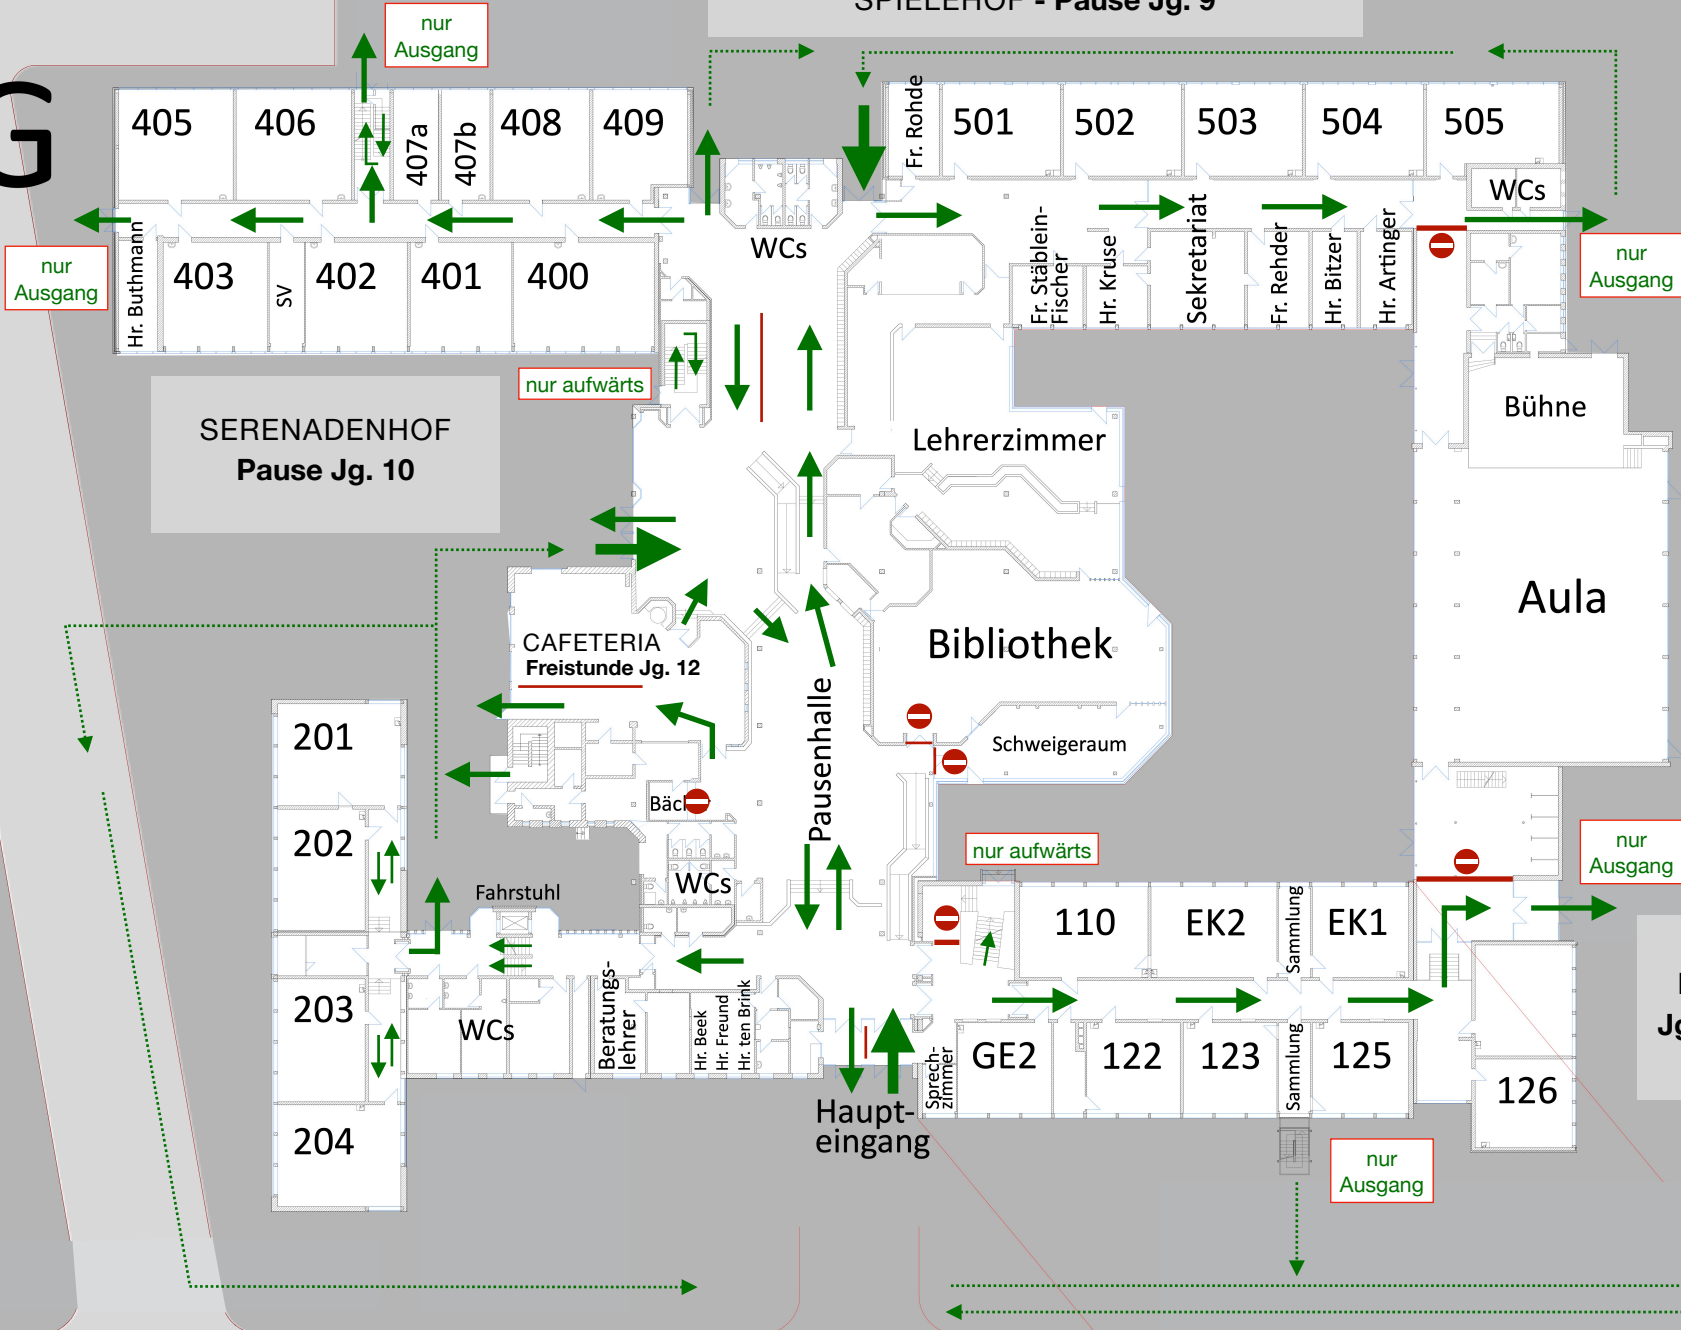 SPIELEHOF - Pause Jg. 9
nur
Ausgang
G
405
406
407a
407b
408
409
Fr. Rohde
501
502
503
504
505
WCs
WCs
nur
Ausgang
Hr. Buthmann
403
SV
402
401
400
Fr. Stäblein-
Fischer
Hr. Kruse
Sekretariat
Fr. Rehder
Hr. Bitzer
Hr. Artinger
nur
Ausgang
nur aufwärts
SERENADENHOF
Pause Jg. 10
Lehrerzimmer
Bühne
Aula
CAFETERIA
Freistunde Jg. 12
Bibliothek
Pausenhalle
Schweigeraum
201
202
203
204
WCs
Fahrstuhl
nur aufwärts
nur
Ausgang
110
EK2
Sammlung
EK1
WCs
Beratungs-
lehrer
Hr. Beek
Hr. Freund
Hr. ten Brink
Sprech-
zimmer
GE2
122
123
Sammlung
125
126
Haupt-
eingang
nur
Ausgang